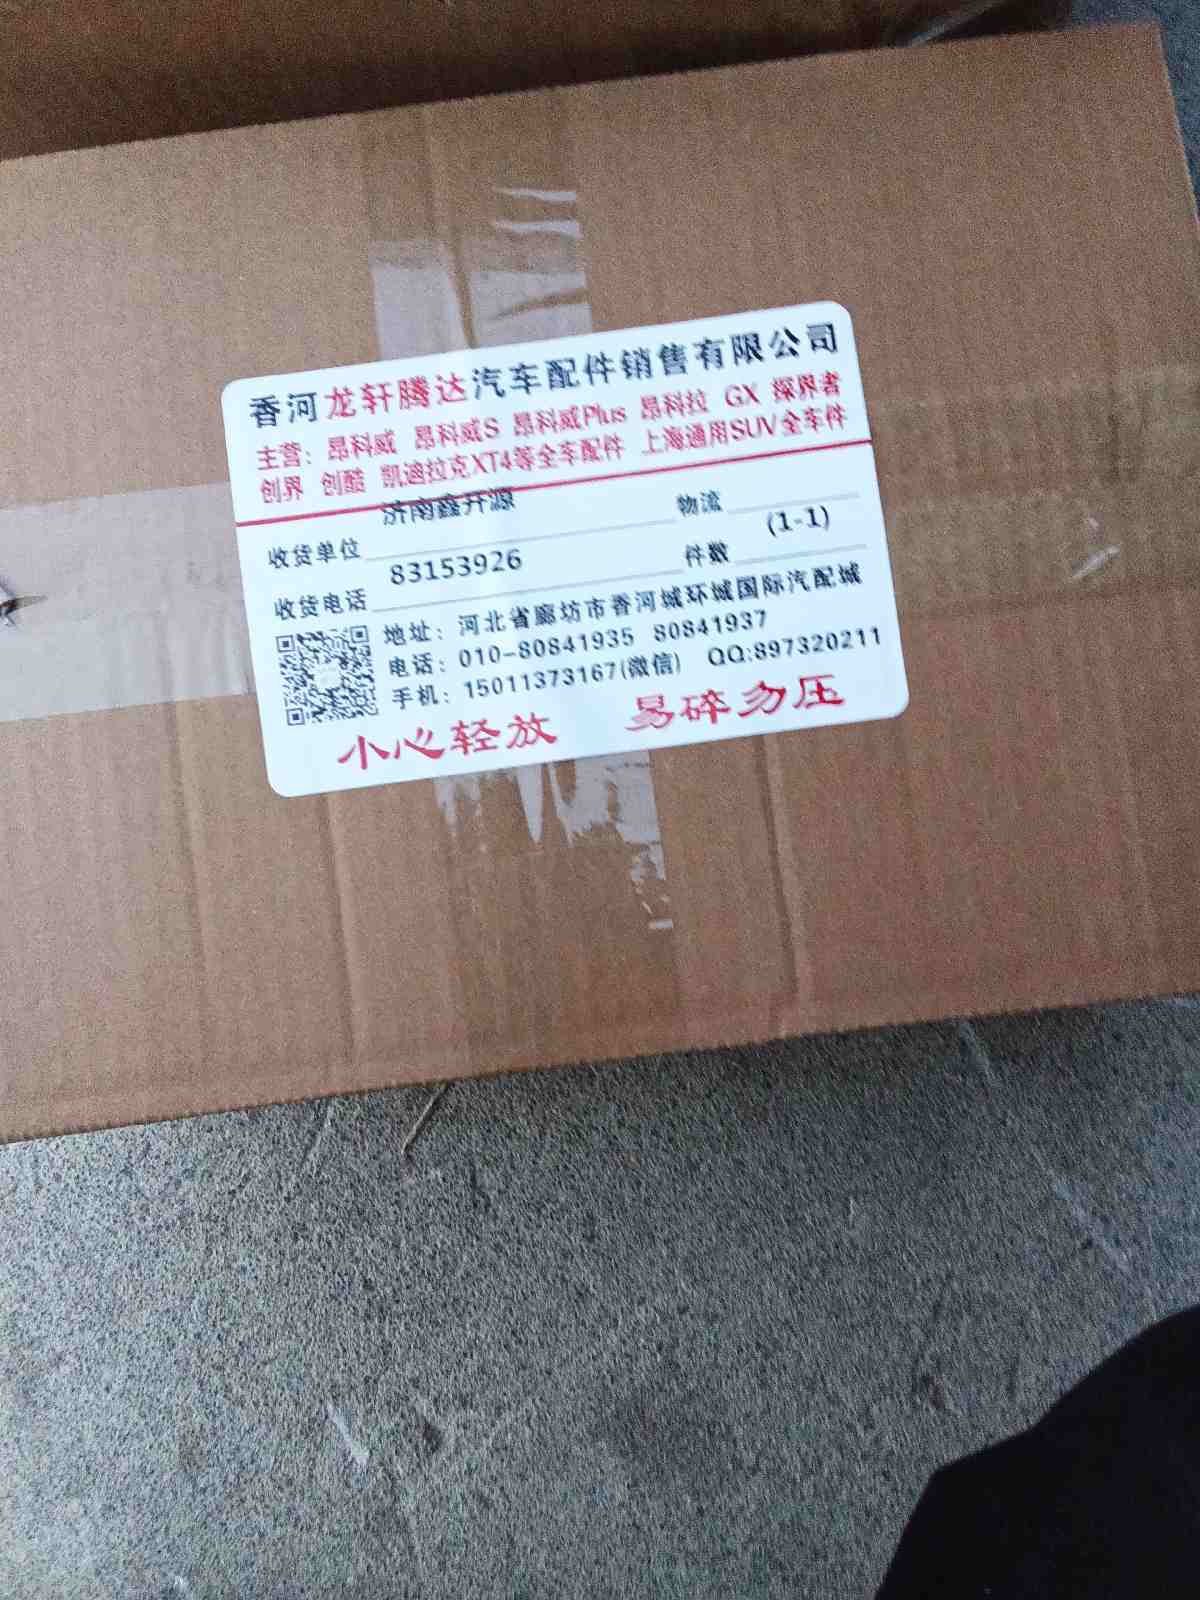 香河龙轩腾达汽车配件销售有限公司
主营：昂科威 昂科威S 昂科威Plus 昂科拉 GX 探界者
创界 创酷 凯迪拉克XT4等全车配件 上海通用SUV全车件
收货单位 济南鑫开源 物流
收货电话 83153926 件数 (1-1)
地址：河北省廊坊市香河城环城国际汽配城
电话：010-80841935 80841937
手机：15011373167(微信) QQ:897320211
小心轻放 易碎勿压